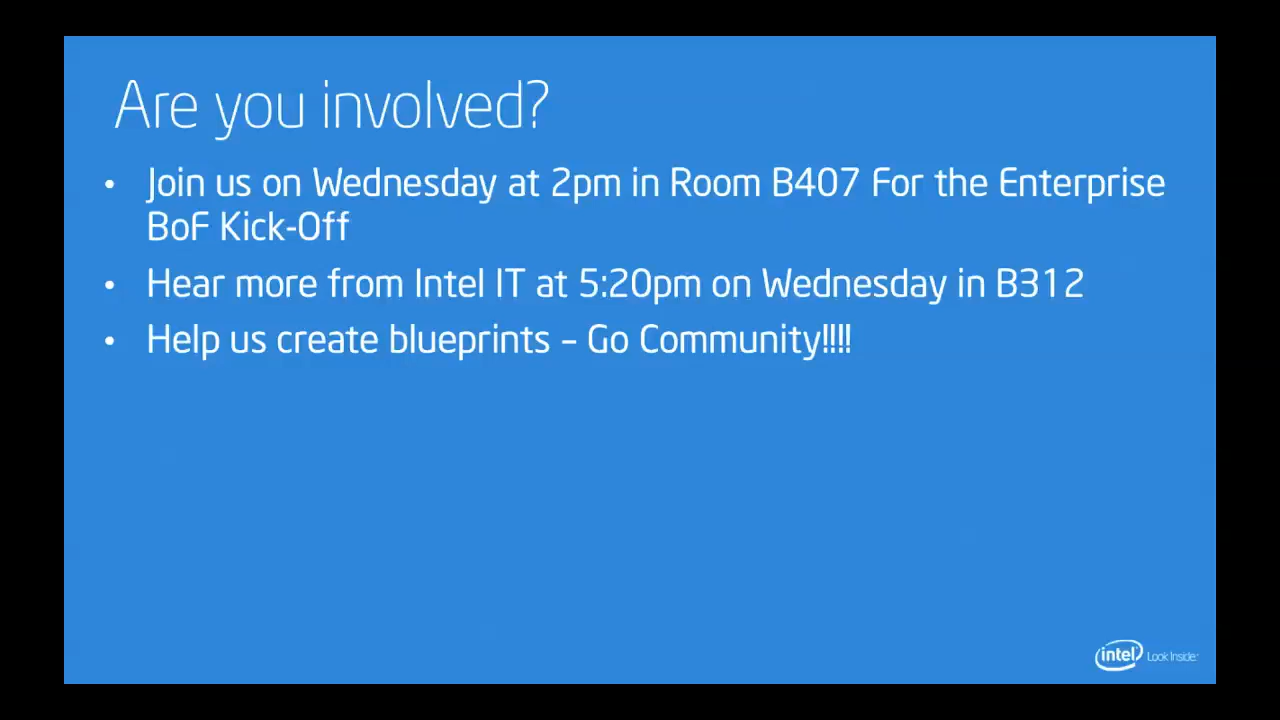 Are you involved?
• Join us on Wednesday at 2pm in Room B407 For the Enterprise
BoF Kick-Off
• Hear more from Intel IT at 5:20pm on Wednesday in B312
• Help us create blueprints – Go Community!!!!
intel Look Inside.™